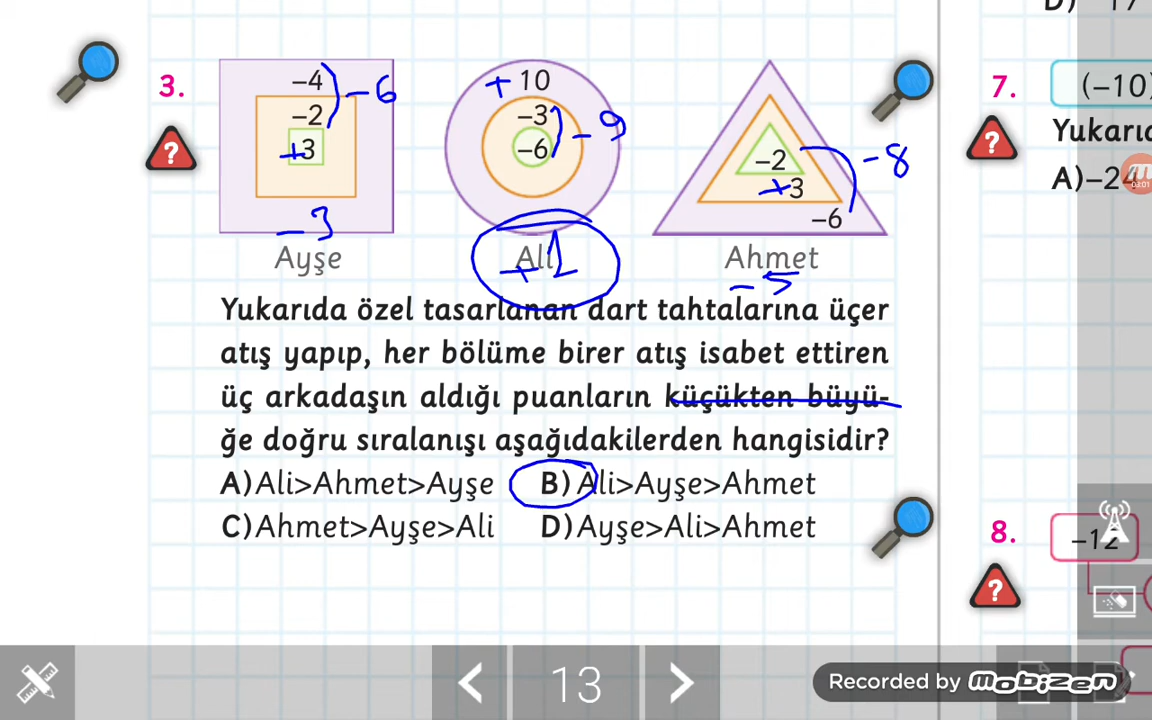 D) -17
3.
-4
-2
+3
-6
-3
Ayşe
+10
-3
-6
-9
Ali
+1
-2
+3
-6
-8
Ahmet
-5
Yukarıda özel tasarlanan dart tahtalarına üçer
atış yapıp, her bölüme birer atış isabet ettiren
üç arkadaşın aldığı puanların küçükten büyü-
ğe doğru sıralanışı aşağıdakilerden hangisidir?
A) Ali>Ahmet>Ayşe B) Ali>Ayşe>Ahmet
C) Ahmet>Ayşe>Ali D) Ayşe>Ali>Ahmet
7.
(-10)
A) -24
8.
-12
13
Recorded by mobizen